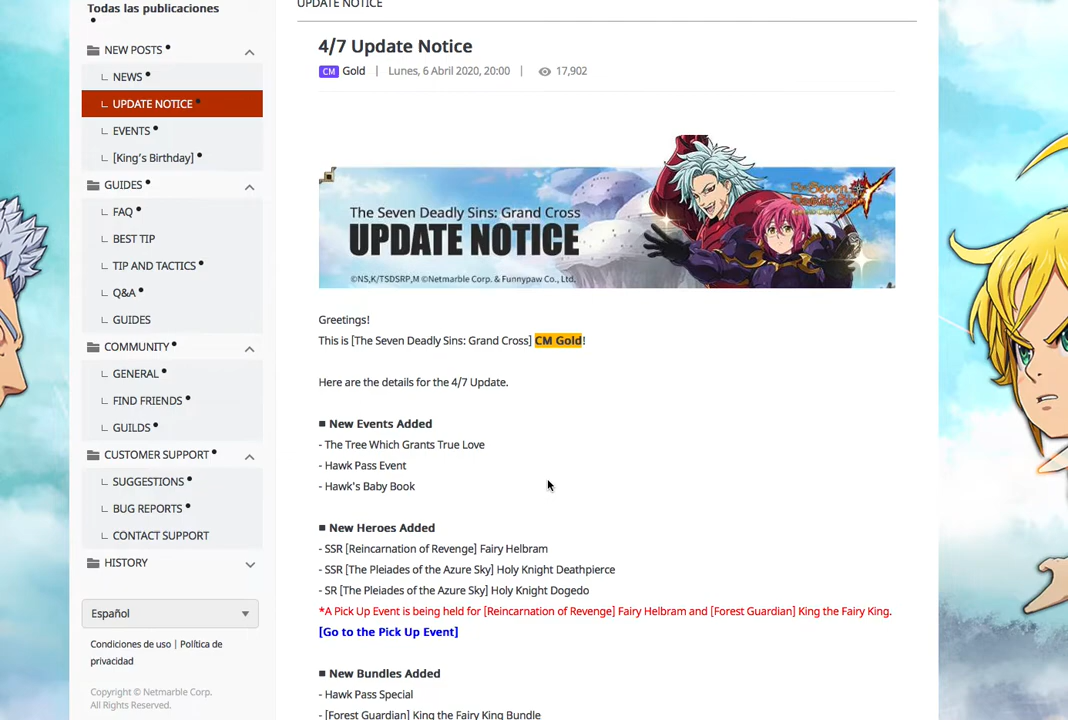 Todas las publicaciones
NEW POSTS
NEWS
UPDATE NOTICE
EVENTS
[King's Birthday]
GUIDES
FAQ
BEST TIP
TIP AND TACTICS
Q&A
GUIDES
COMMUNITY
GENERAL
FIND FRIENDS
GUILDS
CUSTOMER SUPPORT
SUGGESTIONS
BUG REPORTS
CONTACT SUPPORT
HISTORY
Español
Condiciones de uso | Política de
privacidad
Copyright © Netmarble Corp.
All Rights Reserved.
UPDATE NOTICE
4/7 Update Notice
CM Gold | Lunes, 6 Abril 2020, 20:00 | 17,902
The Seven Deadly Sins: Grand Cross
UPDATE NOTICE
©NS,K/TSDSRP,M ©Netmarble Corp. & Funnypaw Co., Ltd.
The Seven
Deadly Sins
Greetings!
This is [The Seven Deadly Sins: Grand Cross] CM Gold!
Here are the details for the 4/7 Update.
■ New Events Added
- The Tree Which Grants True Love
- Hawk Pass Event
- Hawk's Baby Book
■ New Heroes Added
- SSR [Reincarnation of Revenge] Fairy Helbram
- SSR [The Pleiades of the Azure Sky] Holy Knight Deathpierce
- SR [The Pleiades of the Azure Sky] Holy Knight Dogedo
*A Pick Up Event is being held for [Reincarnation of Revenge] Fairy Helbram and [Forest Guardian] King the Fairy King.
[Go to the Pick Up Event]
■ New Bundles Added
- Hawk Pass Special
- [Forest Guardian] King the Fairy King Bundle